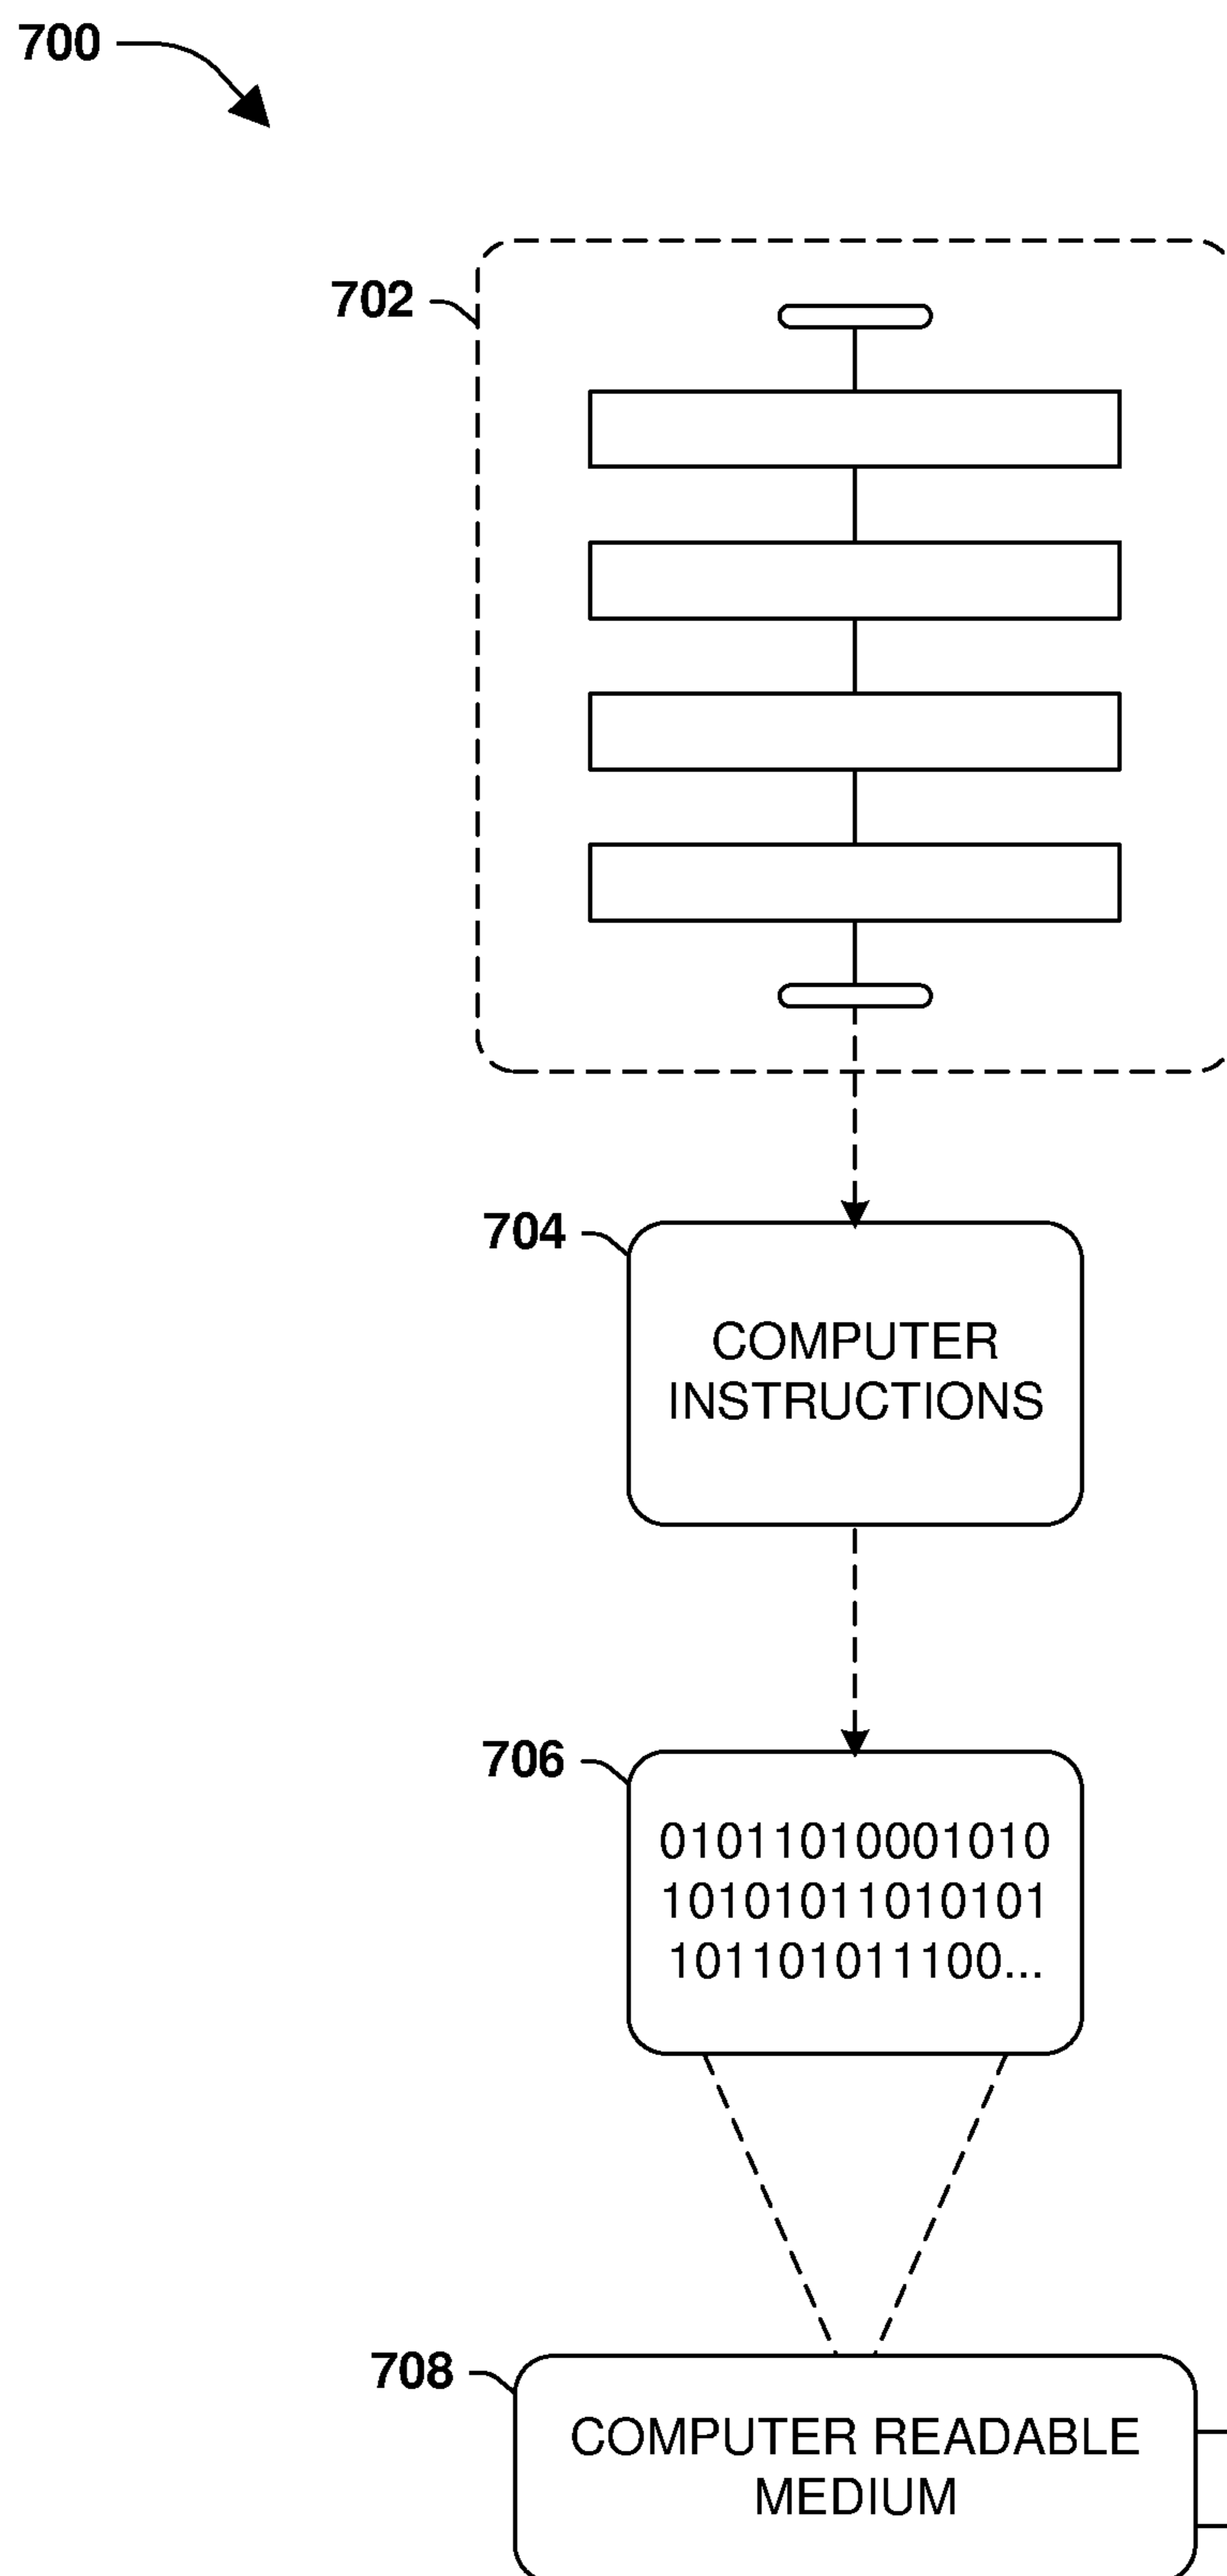 700
702
704
COMPUTER
INSTRUCTIONS
706
01011010001010
10101011010101
101101011100...
708
COMPUTER READABLE
MEDIUM